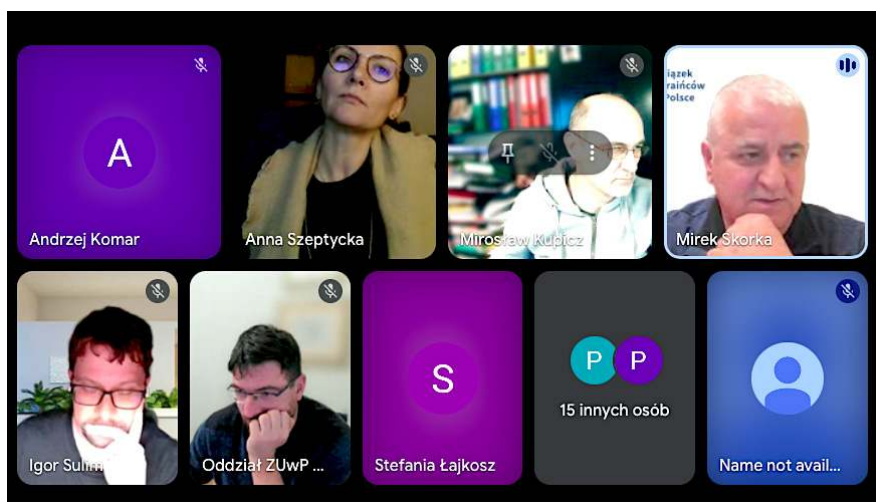 A
Andrzej Komar
Anna Szeptycka
Mirosław Kupicz
iązek
raińców
Polsce
Mirek Skorka
Igor Sulim
Oddział ZUwP ...
S
Stefania Łajkosz
P P
15 innych osób
Name not avail...